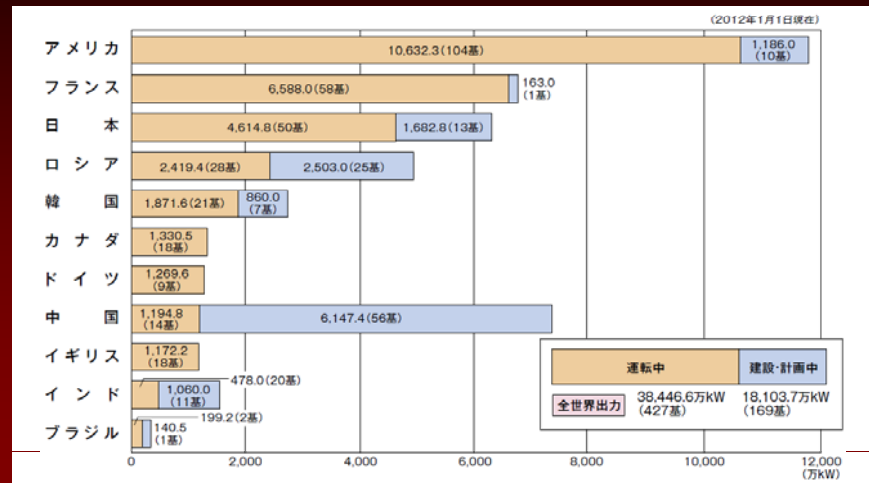 (2012年1月1日現在)
アメリカ
10,632.3(104基)
1,186.0
(10基)
フランス
6,588.0(58基)
163.0
(1基)
日本
4,614.8(50基)
1,682.8(13基)
ロシア
2,419.4(28基)
2,503.0(25基)
韓国
1,871.6(21基)
860.0
(7基)
カナダ
1,330.5
(18基)
ドイツ
1,269.6
(9基)
中国
1,194.8
(14基)
6,147.4(56基)
イギリス
1,172.2
(18基)
インド
478.0(20基)
1,060.0
(11基)
ブラジル
199.2(2基)
140.5
(1基)
運転中
建設・計画中
全世界出力
38,446.6万kW
(427基)
18,103.7万kW
(169基)
0
2,000
4,000
6,000
8,000
10,000
12,000
(万kW)